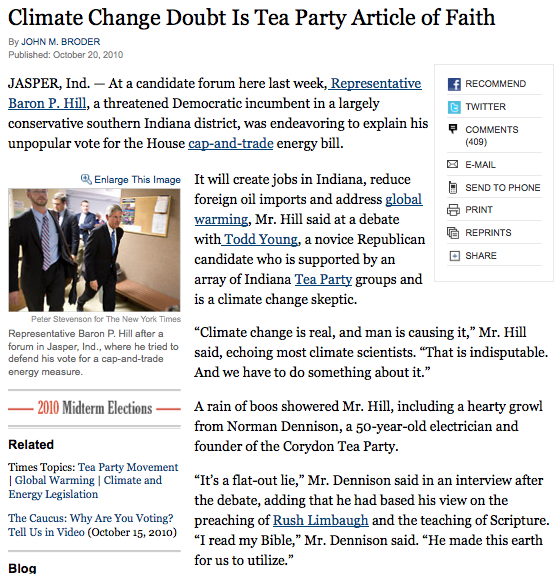 Climate Change Doubt Is Tea Party Article of Faith
By JOHN M. BRODER
Published: October 20, 2010
JASPER, Ind. — At a candidate forum here last week, Representative
Baron P. Hill, a threatened Democratic incumbent in a largely
conservative southern Indiana district, was endeavoring to explain his
unpopular vote for the House cap-and-trade energy bill.
RECOMMEND
TWITTER
COMMENTS
(409)
E-MAIL
SEND TO PHONE
PRINT
REPRINTS
SHARE
Enlarge This Image
Peter Stevenson for The New York Times
Representative Baron P. Hill after a
forum in Jasper, Ind., where he tried to
defend his vote for a cap-and-trade
energy measure.
2010 Midterm Elections
Related
Times Topics: Tea Party Movement
| Global Warming | Climate and
Energy Legislation
The Caucus: Why Are You Voting?
Tell Us in Video (October 15, 2010)
Blog
It will create jobs in Indiana, reduce
foreign oil imports and address global
warming, Mr. Hill said at a debate
with Todd Young, a novice Republican
candidate who is supported by an
array of Indiana Tea Party groups and
is a climate change skeptic.
“Climate change is real, and man is causing it,” Mr. Hill
said, echoing most climate scientists. “That is indisputable.
And we have to do something about it.”
A rain of boos showered Mr. Hill, including a hearty growl
from Norman Dennison, a 50-year-old electrician and
founder of the Corydon Tea Party.
“It’s a flat-out lie,” Mr. Dennison said in an interview after
the debate, adding that he had based his view on the
preaching of Rush Limbaugh and the teaching of Scripture.
“I read my Bible,” Mr. Dennison said. “He made this earth
for us to utilize.”